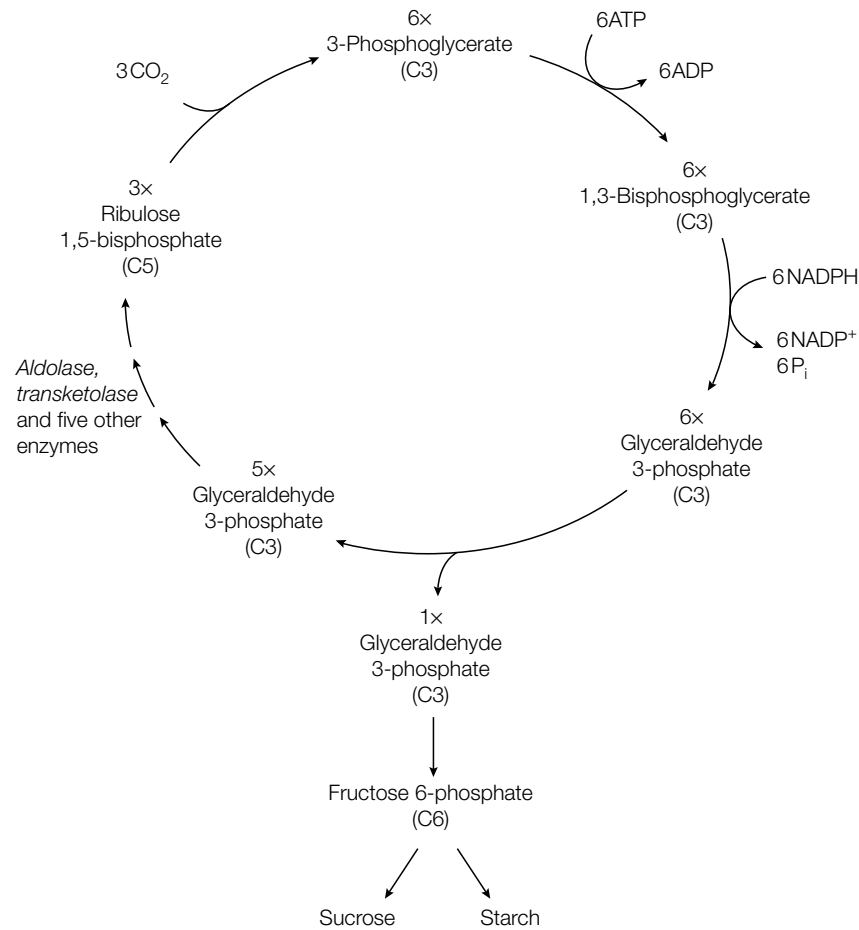 6×
3-Phosphoglycerate
(C3)
6ATP
6ADP
3CO₂
6×
1,3-Bisphosphoglycerate
(C3)
3×
Ribulose
1,5-bisphosphate
(C5)
6NADPH
6NADP⁺
6Pᵢ
Aldolase,
transketolase
and five other
enzymes
6×
Glyceraldehyde
3-phosphate
(C3)
5×
Glyceraldehyde
3-phosphate
(C3)
1×
Glyceraldehyde
3-phosphate
(C3)
Fructose 6-phosphate
(C6)
Sucrose
Starch